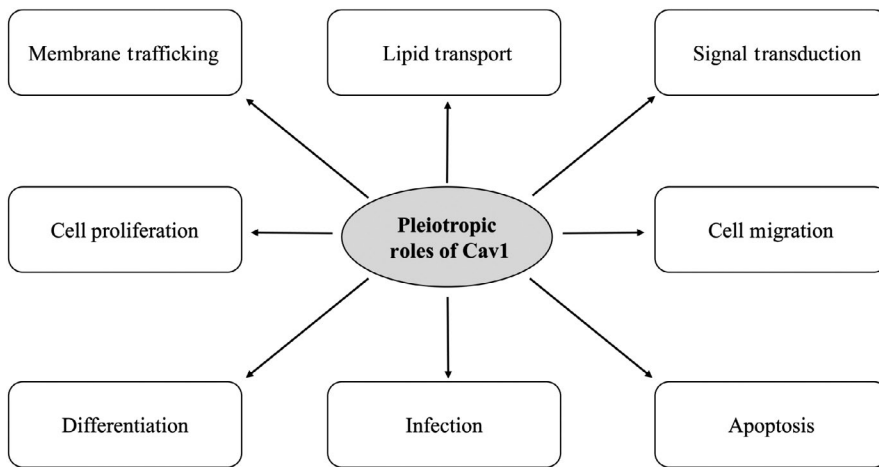 Membrane trafficking
Lipid transport
Signal transduction
Cell proliferation
Pleiotropic
roles of Cav1
Cell migration
Differentiation
Infection
Apoptosis